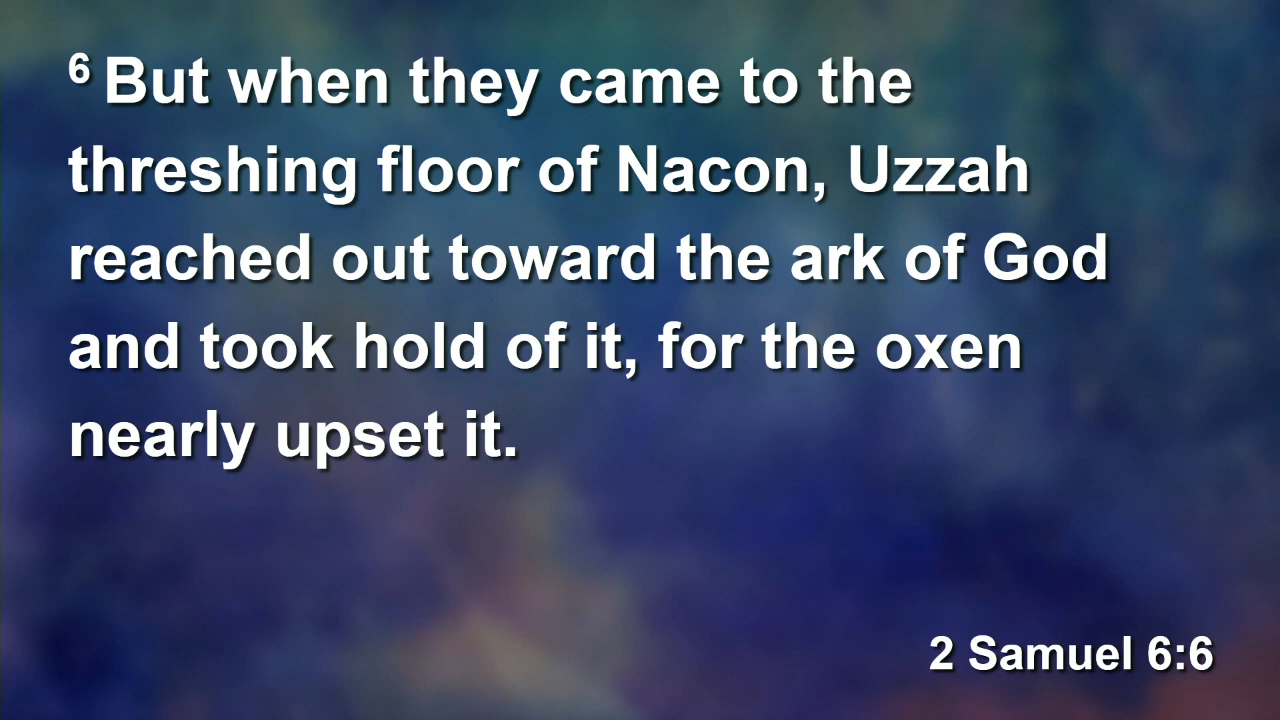 6 But when they came to the
threshing floor of Nacon, Uzzah
reached out toward the ark of God
and took hold of it, for the oxen
nearly upset it.
2 Samuel 6:6